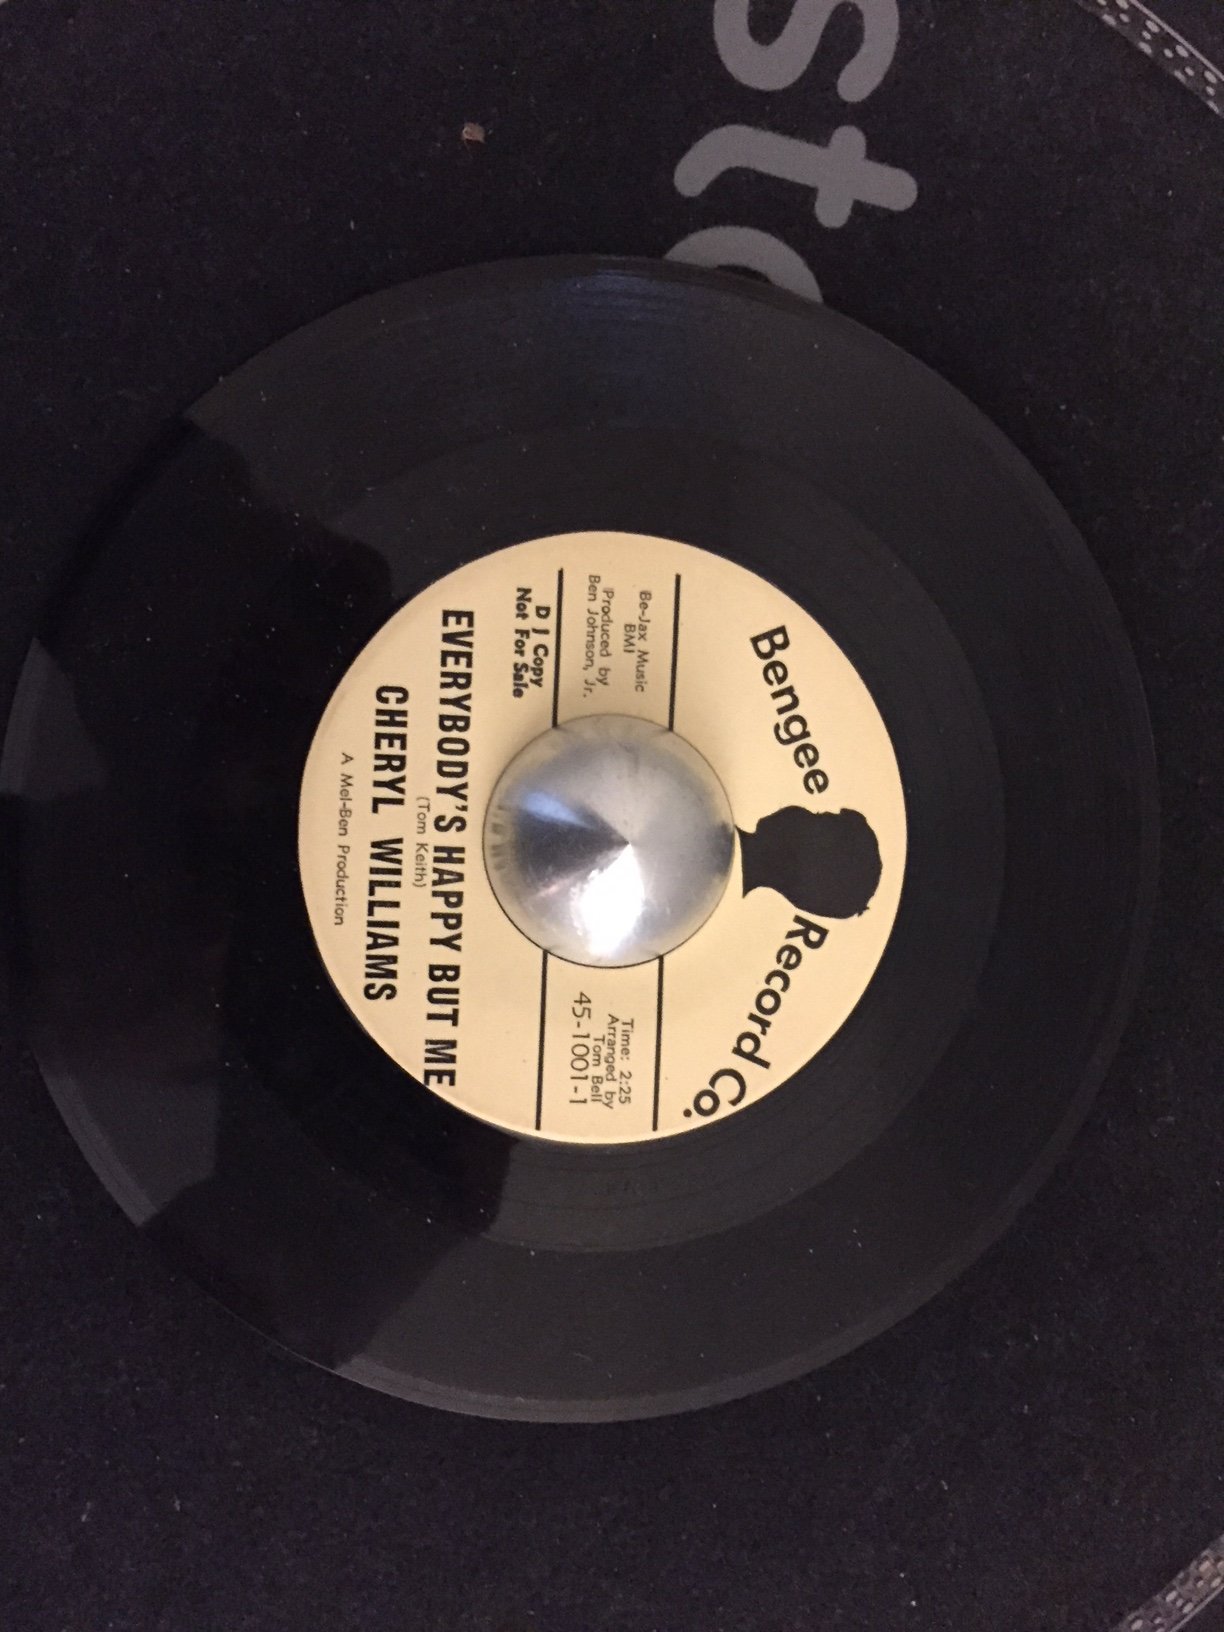 Bengee Record Co.
Be-Jax Music
BMI
Produced by
Ben Johnson, Jr.
Time: 2:25
Arranged by
Tom Bell
45-1001-1
D J Copy
Not For Sale
EVERYBODY'S HAPPY BUT ME
(Tom Keith)
CHERYL WILLIAMS
A Mel-Ben Production